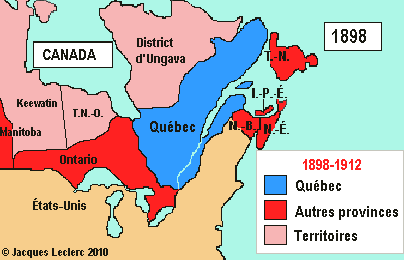 1898
CANADA
District
d'Ungava
T.-N.
Keewatin
T.N.-O.
Î.-P.-É.
Manitoba
Québec
N.-B.
N.-É.
Ontario
1898-1912
Québec
Autres provinces
Territoires
États-Unis
© Jacques Leclerc 2010